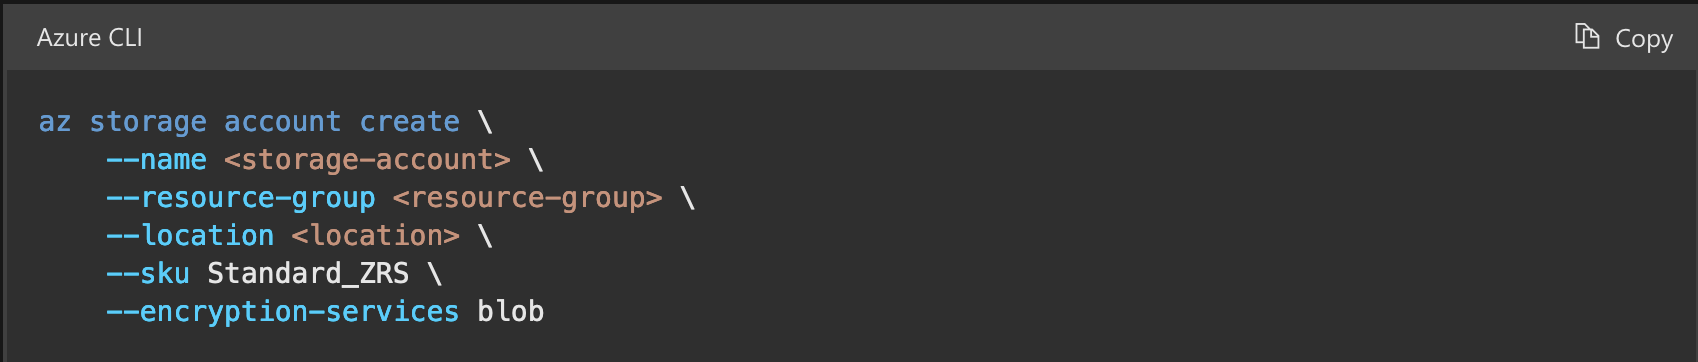 Azure CLI
Copy
az storage account create \
--name <storage-account> \
--resource-group <resource-group> \
--location <location> \
--sku Standard_ZRS \
--encryption-services blob